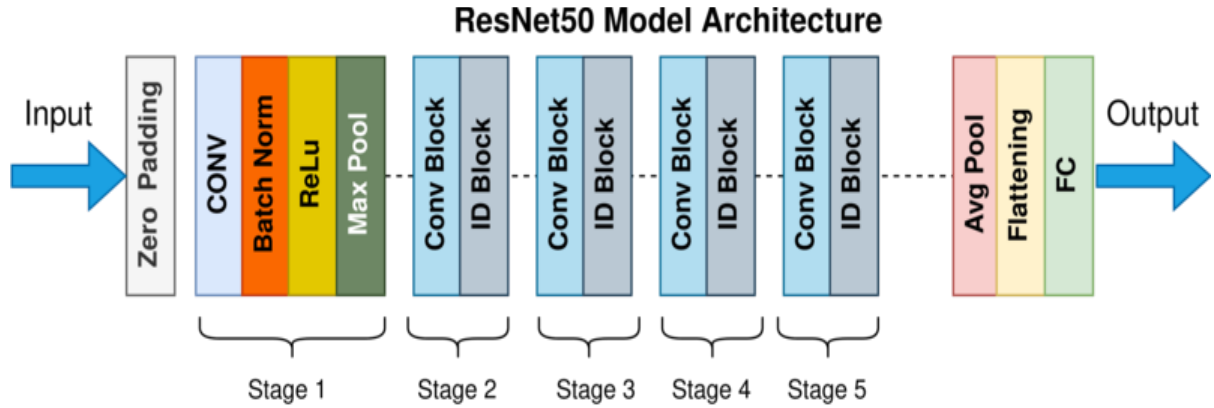 ResNet50 Model Architecture
Input
Zero Padding
CONV
Batch Norm
ReLu
Max Pool
Conv Block
ID Block
Conv Block
ID Block
Conv Block
ID Block
Conv Block
ID Block
Avg Pool
Flattening
FC
Output
Stage 1
Stage 2
Stage 3
Stage 4
Stage 5